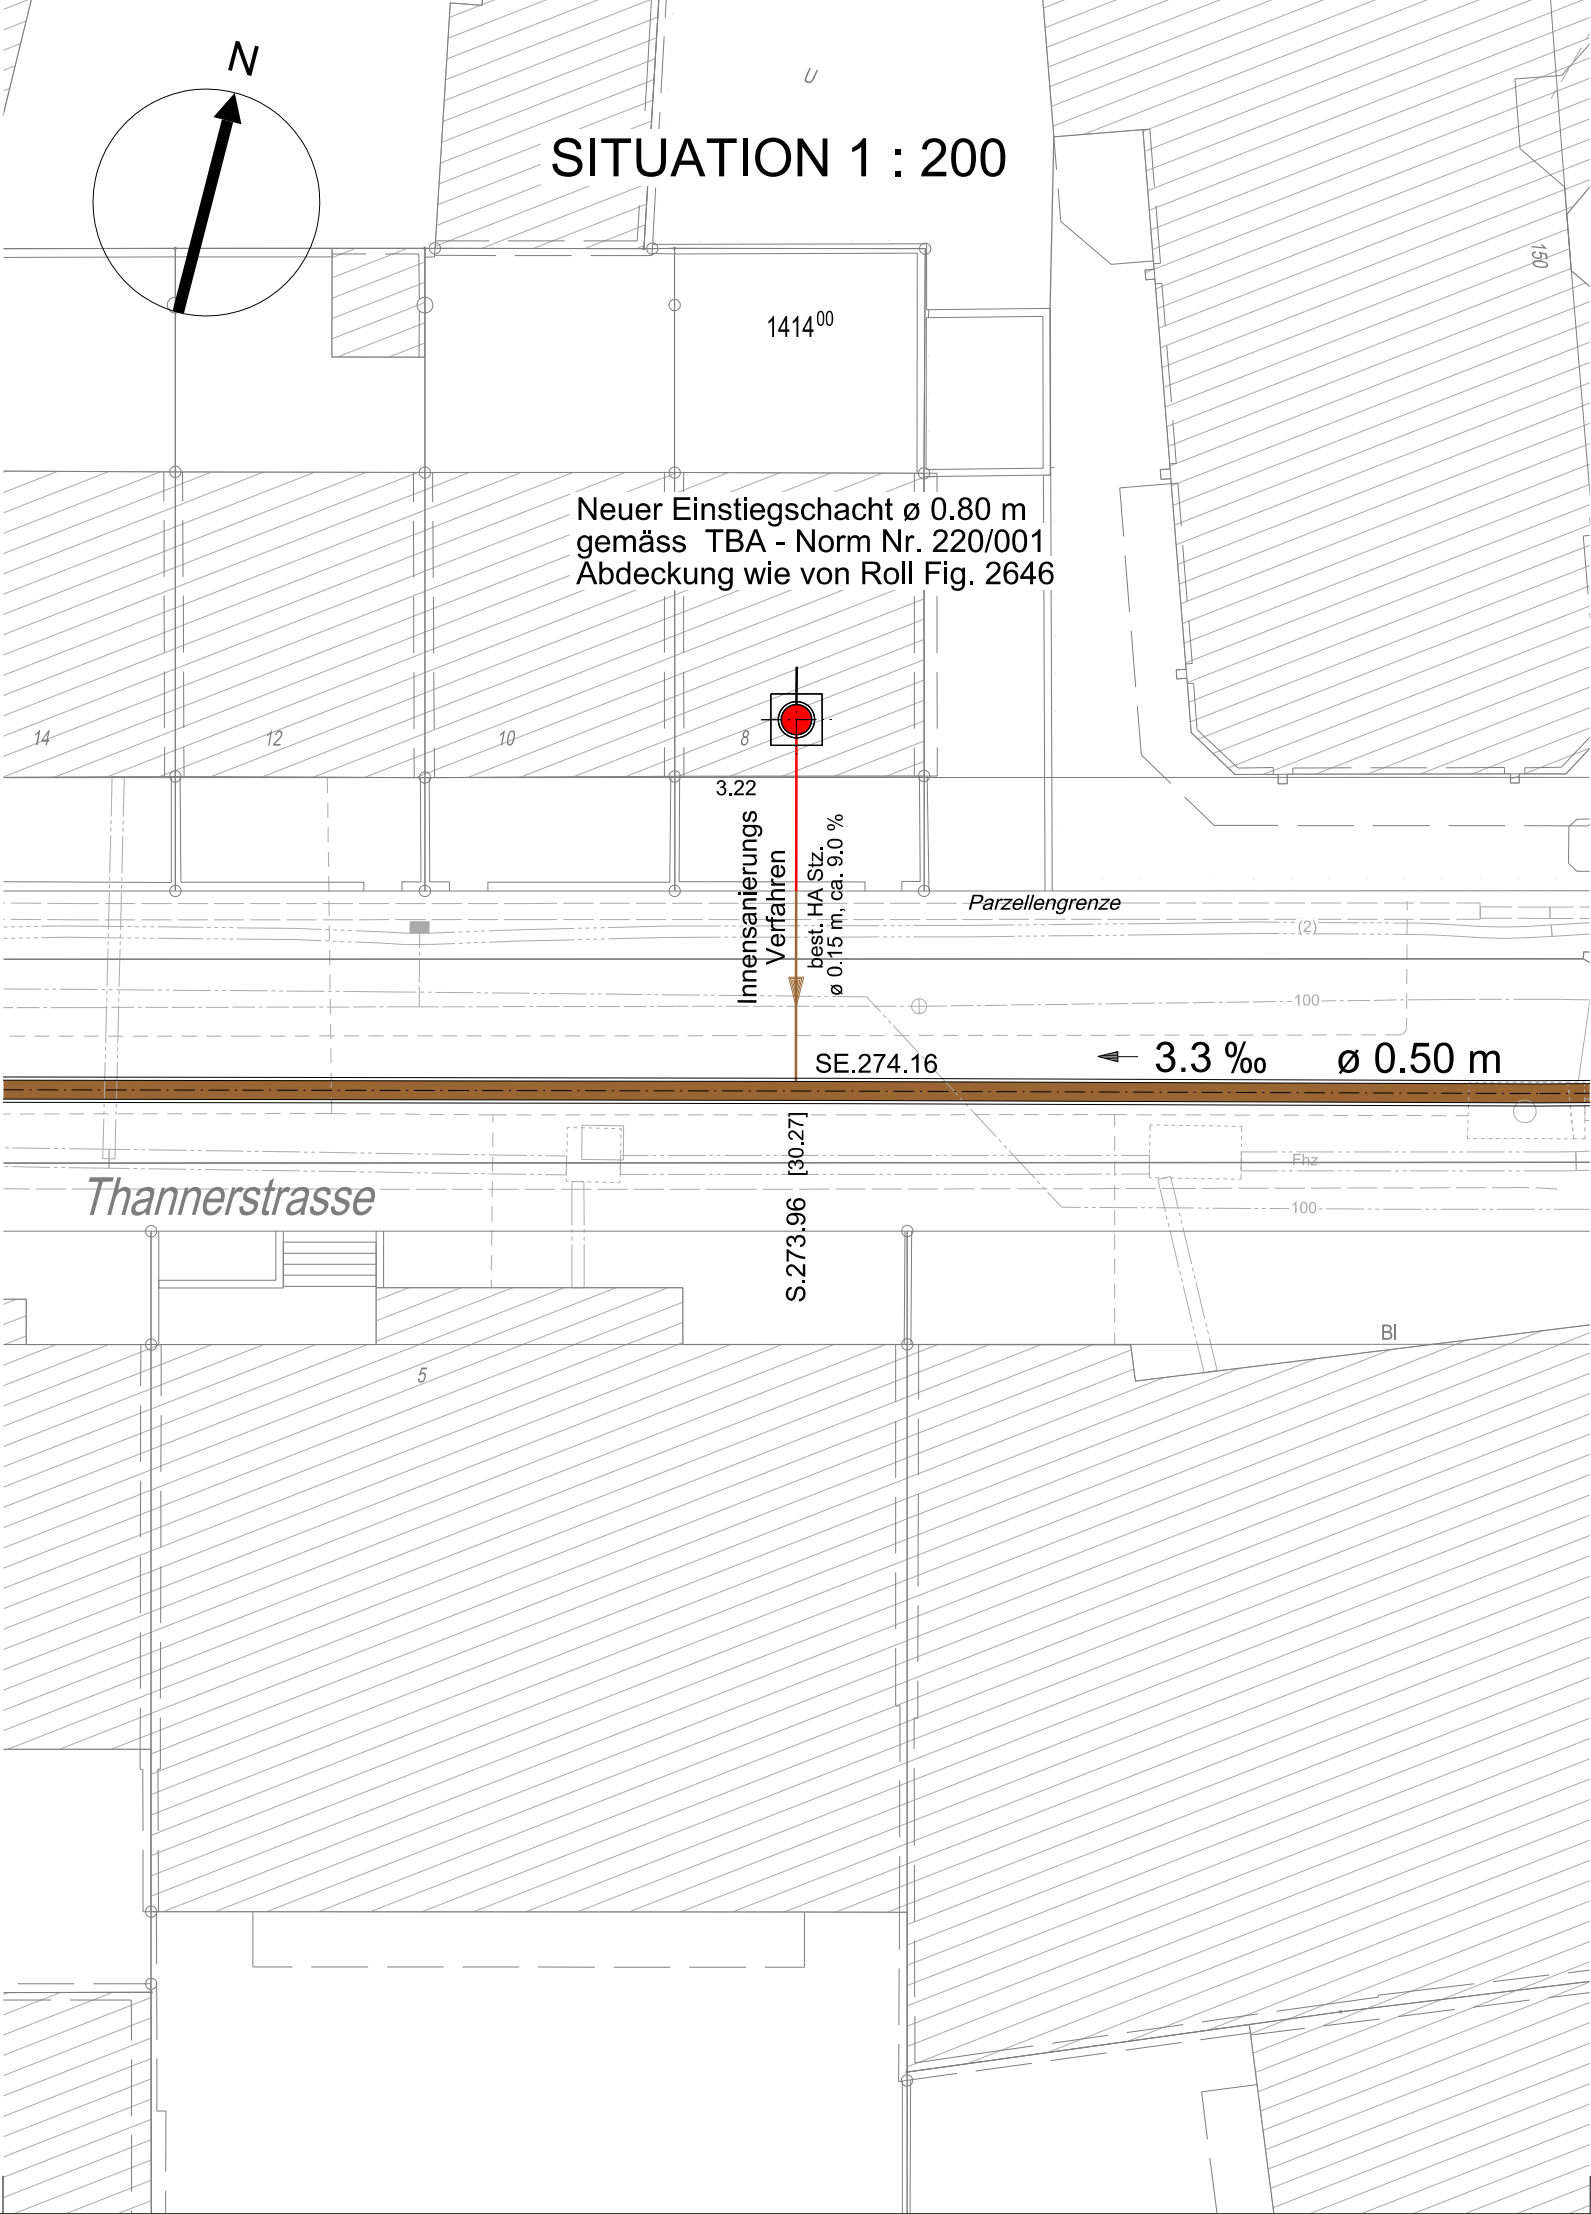 N
U
SITUATION 1 : 200
150
1414⁰⁰
Neuer Einstiegschacht ø 0.80 m
gemäss TBA - Norm Nr. 220/001
Abdeckung wie von Roll Fig. 2646
14
12
10
8
3.22
Innensanierungs
Verfahren
best. HA Stz.
ø 0.15 m, ca. 9.0 %
Parzellengrenze
(2)
100
SE.274.16
3.3 ‰
ø 0.50 m
S.273.96 [30.27]
Fhz
Thannerstrasse
100
Bl
5